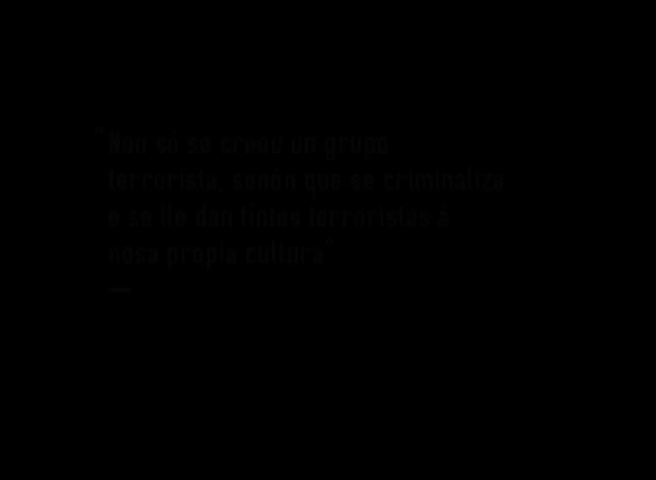 "Non só se creou un grupo
terrorista, senón que se criminaliza
e se lle dan tintes terroristas á
nosa propia cultura"
—